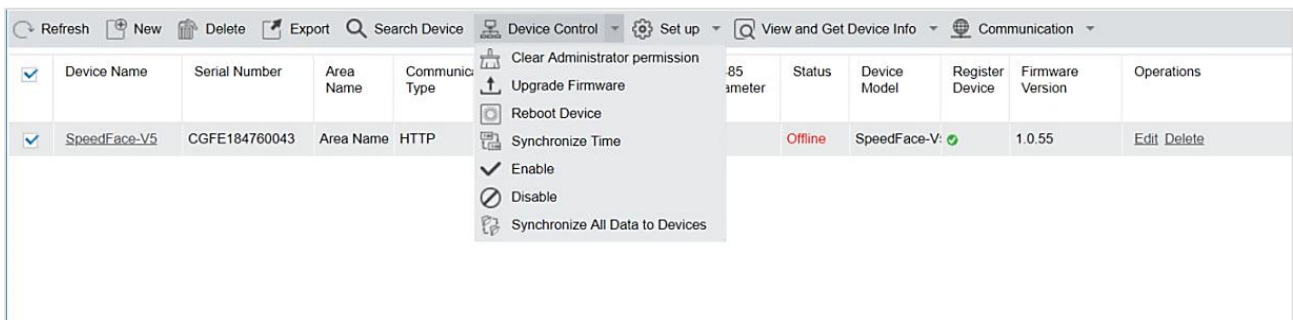 Refresh New Delete Export Search Device Device Control Set up View and Get Device Info Communication
Device Name Serial Number Area Name Communica Type 85 ameter Status Device Model Register Device Firmware Version Operations
Clear Administrator permission
Upgrade Firmware
Reboot Device
SpeedFace-V5 CGFE184760043 Area Name HTTP Offline SpeedFace-V 1.0.55 Edit Delete
Synchronize Time
Enable
Disable
Synchronize All Data to Devices